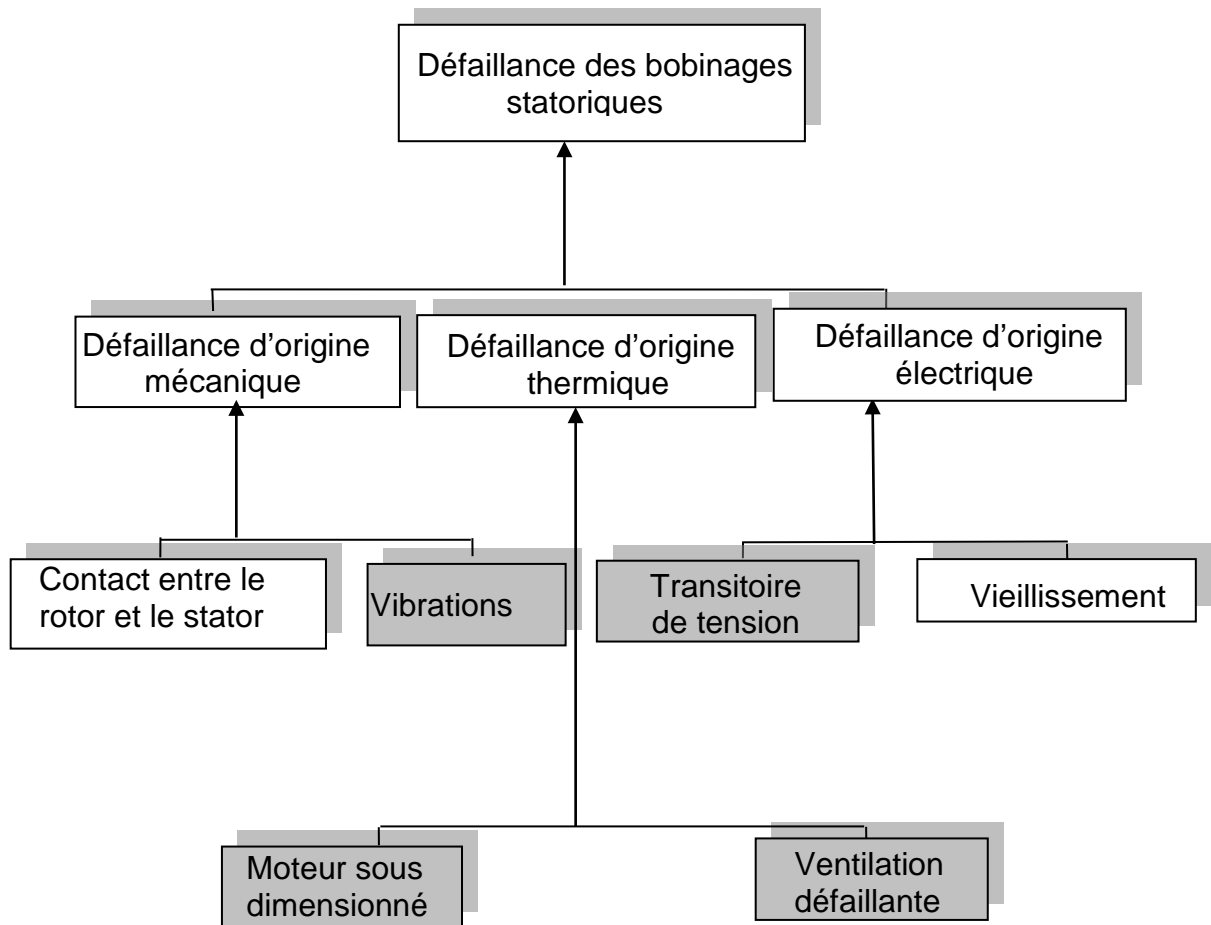 Défaillance des bobinages
statoriques
Défaillance d’origine
mécanique
Défaillance d’origine
thermique
Défaillance d’origine
électrique
Contact entre le
rotor et le stator
Vibrations
Transitoire
de tension
Vieillissement
Moteur sous
dimensionné
Ventilation
défaillante